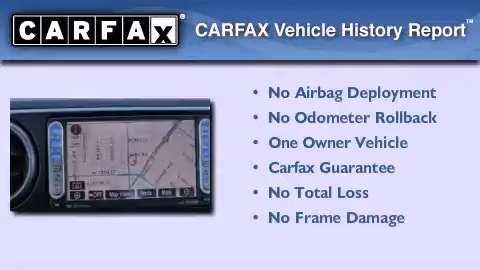 CARFAX® CARFAX Vehicle History Report™
• No Airbag Deployment
• No Odometer Rollback
• One Owner Vehicle
• Carfax Guarantee
• No Total Loss
• No Frame Damage